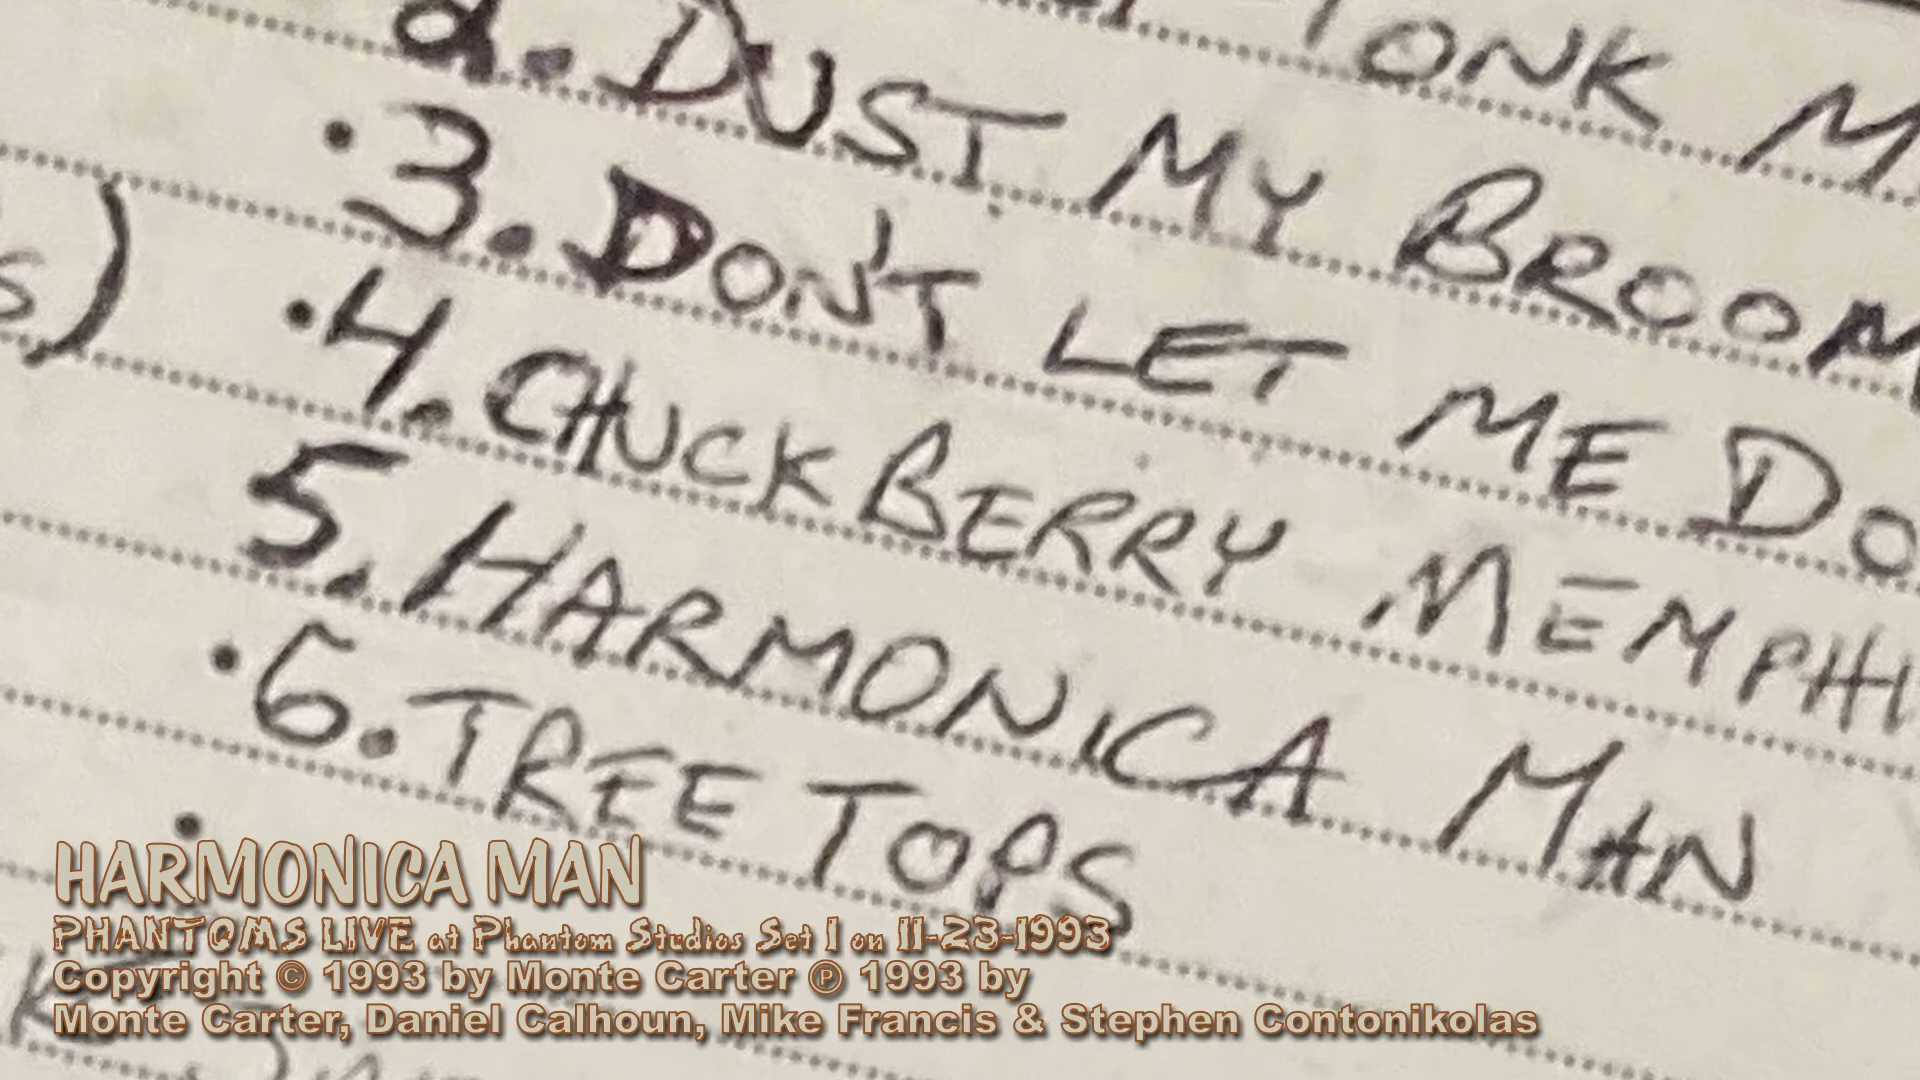 TONK M
2. DUST MY BROOM
·3. DON'T LET ME DO
s)
·4. CHUCK BERRY MEMPHI
5. HARMONICA MAN
·6. TREE TOPS
·
HARMONICA MAN
PHANTOMS LIVE at Phantom Studios Set 1 on 11-23-1993
Copyright © 1993 by Monte Carter ℗ 1993 by
Monte Carter, Daniel Calhoun, Mike Francis & Stephen Contonikolas